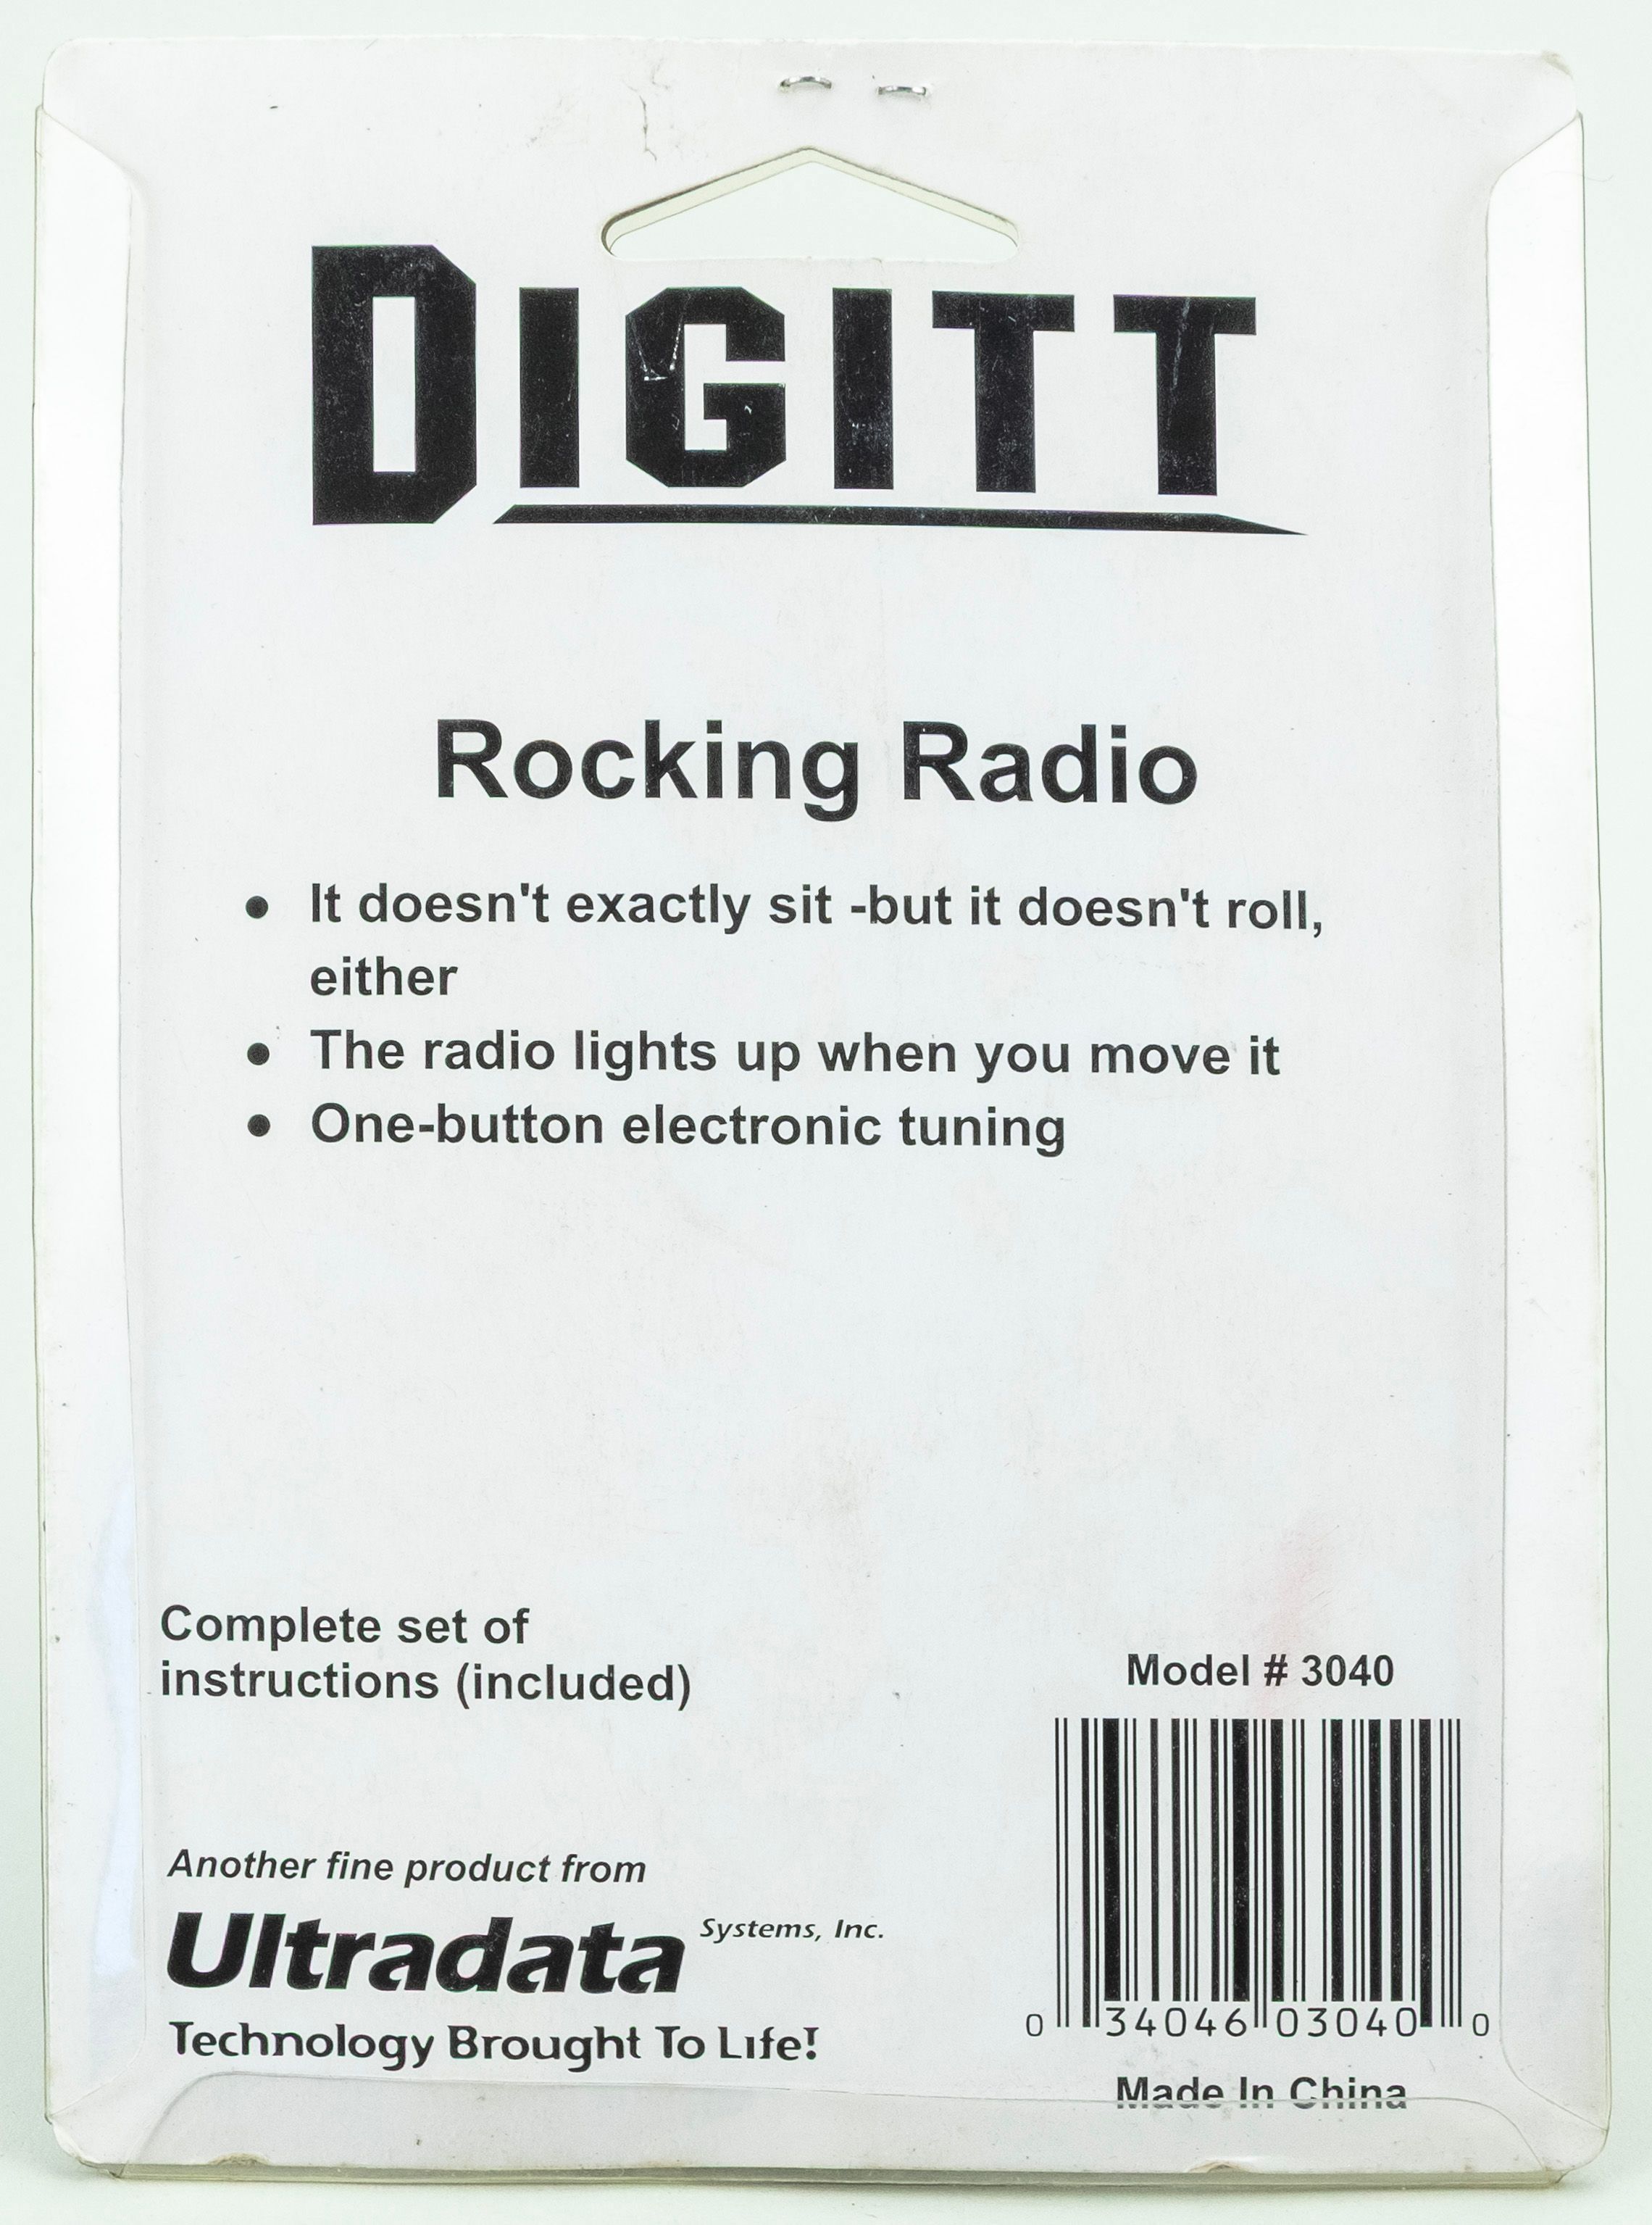 DIGITT
Rocking Radio
• It doesn't exactly sit -but it doesn't roll,
either
• The radio lights up when you move it
• One-button electronic tuning
Complete set of
instructions (included)
Model # 3040
Another fine product from
Ultradata Systems, Inc.
Technology Brought To Life!
0 34046 03040 0
Made In China